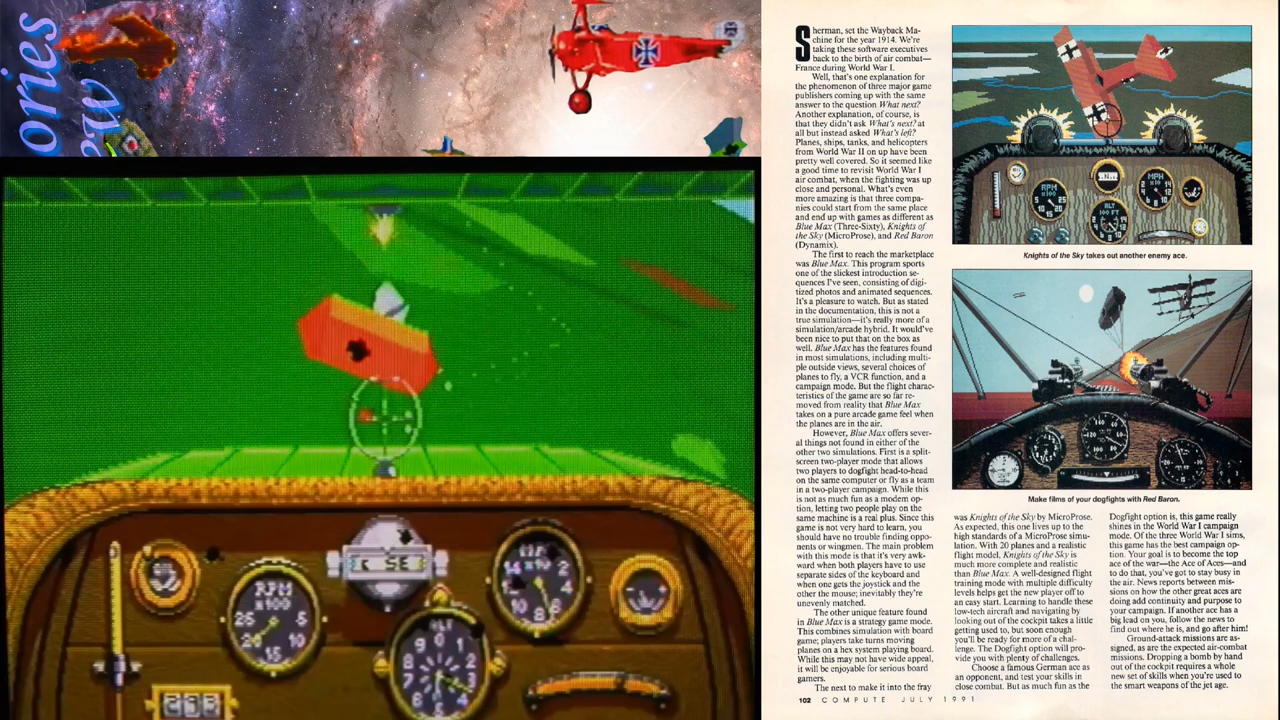 ories
ew
RPM
x100
25
5
20
10
15
SE
ALT
Sherman, set the Wayback Ma-
chine for the year 1914. We're
taking these software executives
back to the birth of air combat—
France during World War I.
Well, that's one explanation for
the phenomenon of three major game
publishers coming up with the same
answer to the question What next?
Another explanation, of course, is
that they didn't ask What's next? at
all but instead asked What's left?
Planes, ships, tanks, and helicopters
from World War II on up have been
pretty well covered. So it seemed like
a good time to revisit World War I
air combat, when the fighting was up
close and personal. What's even
more amazing is that three compa-
nies could start from the same place
and end up with games as different as
Blue Max (Three-Sixty), Knights of
the Sky (MicroProse), and Red Baron
(Dynamix).
The first to reach the marketplace
was Blue Max. This program sports
one of the slickest introduction se-
quences I've seen, consisting of digi-
tized photos and animated sequences.
It's a pleasure to watch. But as stated
in the documentation, this is not a
true simulation—it's really more of a
simulation/arcade hybrid. It would've
been nice to put that on the box as
well. Blue Max has the features found
in most simulations, including multi-
ple outside views, several choices of
planes to fly, a VCR function, and a
campaign mode. But the flight charac-
teristics of the game are so far re-
moved from reality that Blue Max
takes on a pure arcade game feel when
the planes are in the air.
However, Blue Max offers sever-
al things not found in either of the
other two simulations. First is a split-
screen two-player mode that allows
two players to dogfight head-to-head
on the same computer or fly as a team
in a two-player campaign. While this
is not as much fun as a modem op-
tion, letting two people play on the
same machine is a real plus. Since this
game is not very hard to learn, you
should have no trouble finding oppo-
nents or wingmen. The main problem
with this mode is that it's very awk-
ward when both players have to use
separate sides of the keyboard and
when one gets the joystick and the
other the mouse; inevitably they're
unevenly matched.
The other unique feature found
in Blue Max is a strategy game mode.
This combines simulation with board
game; players take turns moving
planes on a hex system playing board.
While this may not have wide appeal,
it will be enjoyable for serious board
gamers.
The next to make it into the fray
RPM
x100
5
25
10
20
15
MPH
x10
ALT
100 FT
Knights of the Sky takes out another enemy ace.
Make films of your dogfights with Red Baron.
was Knights of the Sky by MicroProse.
As expected, this one lives up to the
high standards of a MicroProse simu-
lation. With 20 planes and a realistic
flight model, Knights of the Sky is
much more complete and realistic
than Blue Max. A well-designed flight
training mode with multiple difficulty
levels helps get the new player off to
an easy start. Learning to handle these
low-tech aircraft and navigating by
looking out of the cockpit takes a little
getting used to, but soon enough
you'll be ready for more of a chal-
lenge. The Dogfight option will pro-
vide you with plenty of challenges.
Choose a famous German ace as
an opponent, and test your skills in
close combat. But as much fun as the
Dogfight option is, this game really
shines in the World War I campaign
mode. Of the three World War I sims,
this game has the best campaign op-
tion. Your goal is to become the top
ace of the war—the Ace of Aces—and
to do that, you've got to stay busy in
the air. News reports between mis-
sions on how the other great aces are
doing add continuity and purpose to
your campaign. If another ace has a
big lead on you, follow the news to
find out where he is, and go after him!
Ground-attack missions are as-
signed, as are the expected air-combat
missions. Dropping a bomb by hand
out of the cockpit requires a whole
new set of skills when you're used to
the smart weapons of the jet age.
102 COMPUTE JULY 1991